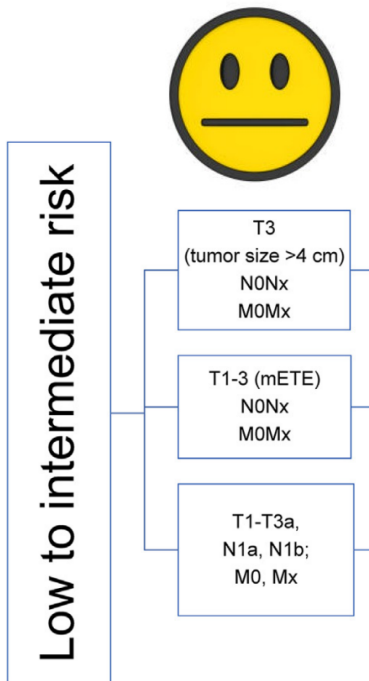 Low to intermediate risk
T3
(tumor size >4 cm)
N0Nx
M0Mx
T1-3 (mETE)
N0Nx
M0Mx
T1-T3a,
N1a, N1b;
M0, Mx